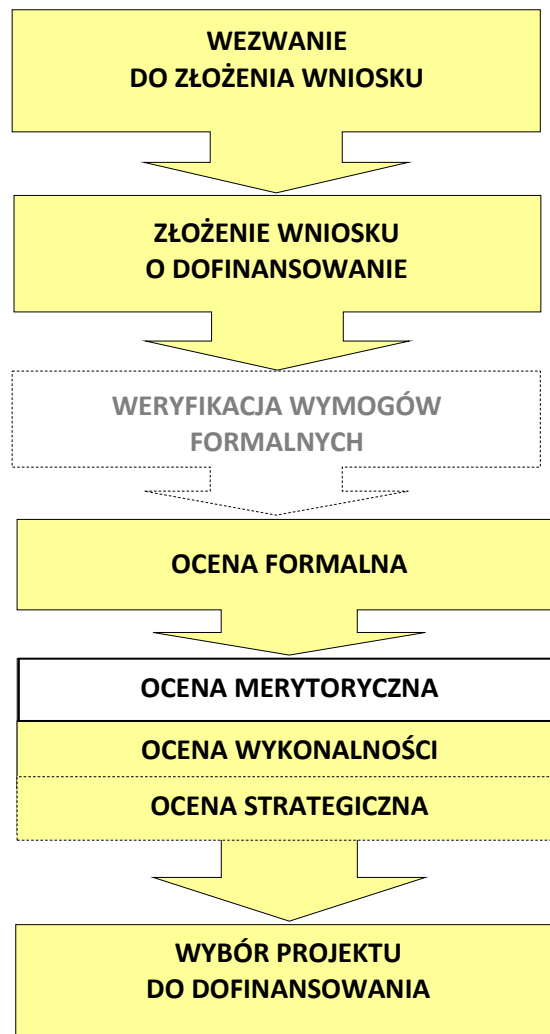 WEZWANIE
DO ZŁOŻENIA WNIOSKU
ZŁOŻENIE WNIOSKU
O DOFINANSOWANIE
WERYFIKACJA WYMOGÓW
FORMALNYCH
OCENA FORMALNA
OCENA MERYTORYCZNA
OCENA WYKONALNOŚCI
OCENA STRATEGICZNA
WYBÓR PROJEKTU
DO DOFINANSOWANIA